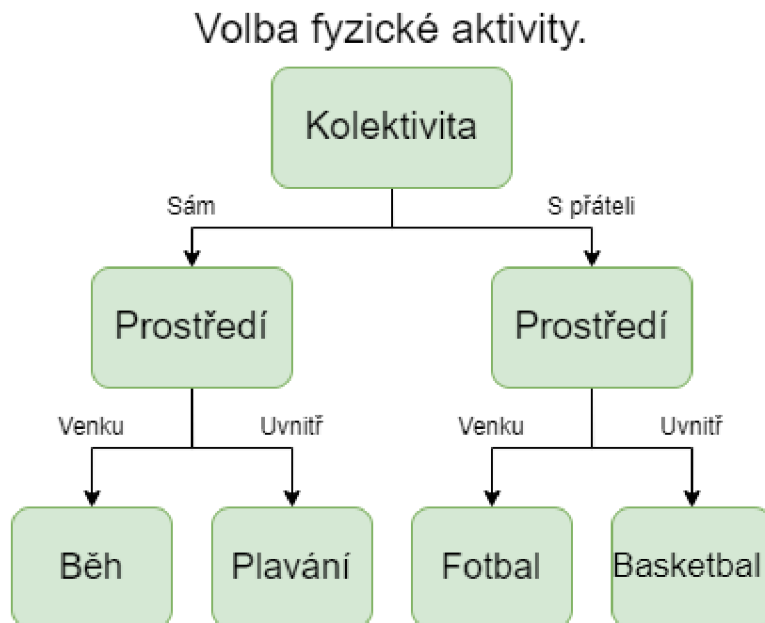 Volba fyzické aktivity.
Kolektivita
Sám
S přáteli
Prostředí
Prostředí
Venku
Uvnitř
Venku
Uvnitř
Běh
Plavání
Fotbal
Basketbal